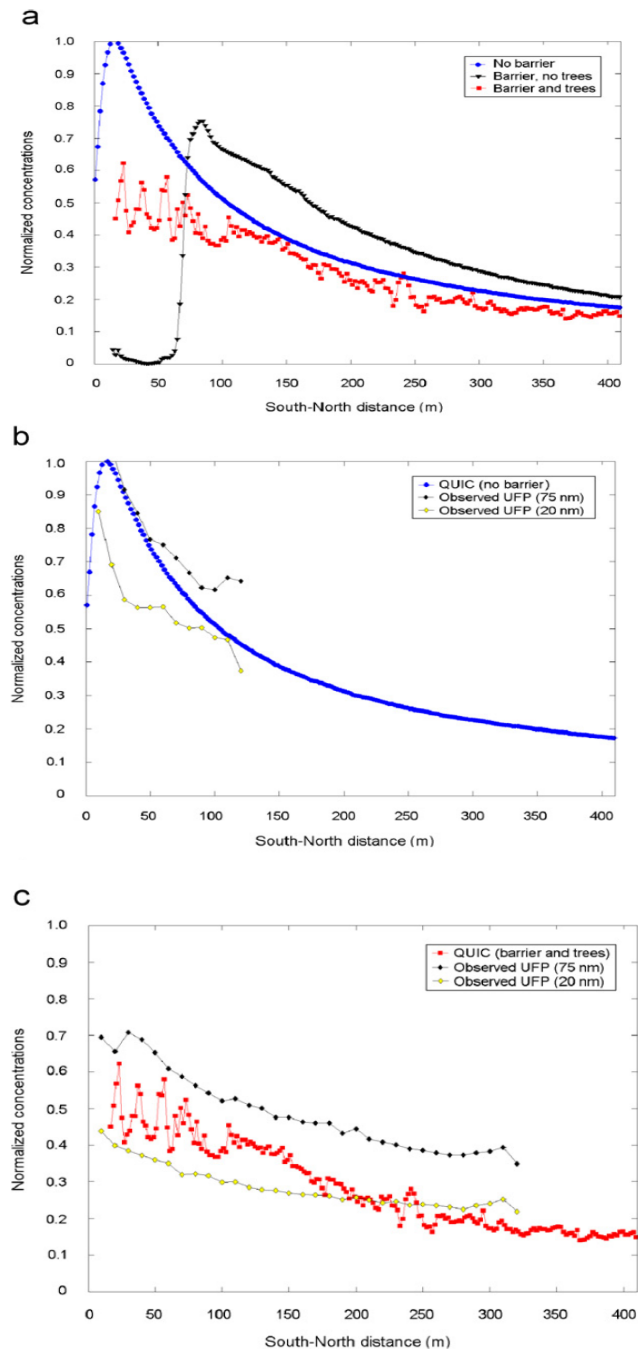 a
1.0
0.9
0.8
0.7
0.6
0.5
0.4
0.3
0.2
0.1
0
Normalized concentrations
No barrier
Barrier, no trees
Barrier and trees
0 50 100 150 200 250 300 350 400
South-North distance (m)
b
1.0
0.9
0.8
0.7
0.6
0.5
0.4
0.3
0.2
0.1
0
Normalized concentrations
QUIC (no barrier)
Observed UFP (75 nm)
Observed UFP (20 nm)
0 50 100 150 200 250 300 350 400
South-North distance (m)
c
1.0
0.9
0.8
0.7
0.6
0.5
0.4
0.3
0.2
0.1
0
Normalized concentrations
QUIC (barrier and trees)
Observed UFP (75 nm)
Observed UFP (20 nm)
0 50 100 150 200 250 300 350 400
South-North distance (m)